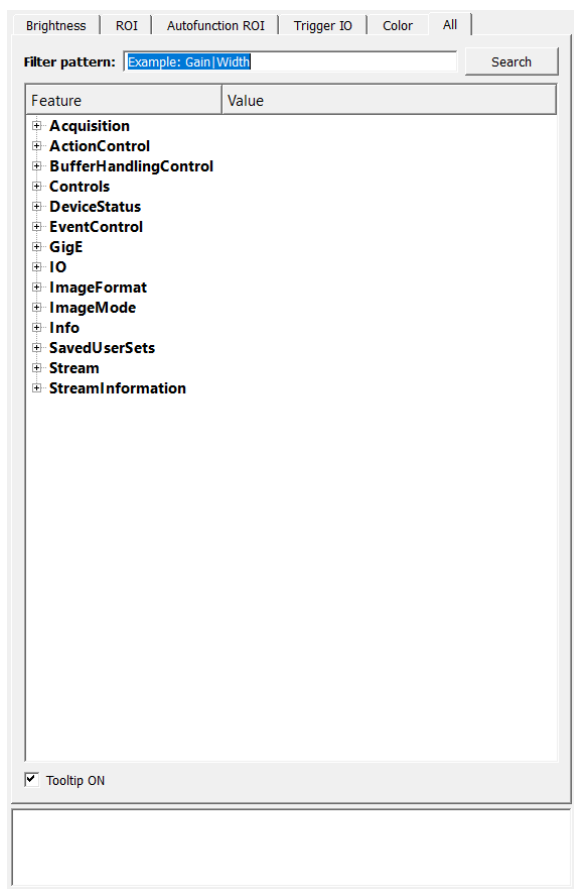 Brightness ROI Autofunction ROI Trigger IO Color All
Filter pattern: Example: Gain|Width Search
Feature Value
Acquisition
ActionControl
BufferHandlingControl
Controls
DeviceStatus
EventControl
GigE
IO
ImageFormat
ImageMode
Info
SavedUserSets
Stream
StreamInformation
Tooltip ON